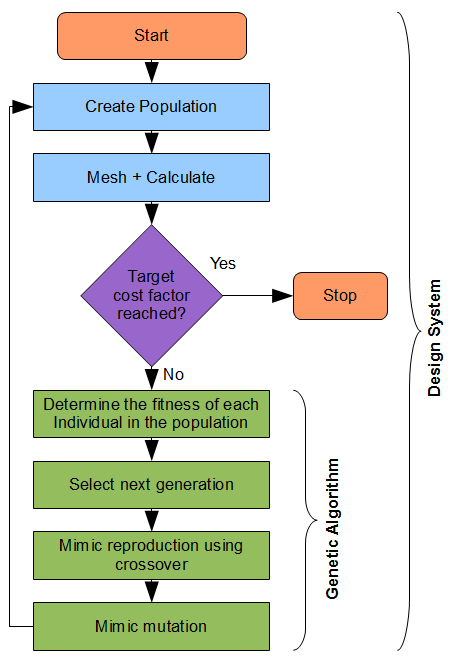 Start
Create Population
Mesh + Calculate
Target
cost factor
reached?
Yes
Stop
No
Determine the fitness of each
Individual in the population
Select next generation
Mimic reproduction using
crossover
Mimic mutation
Genetic Algorithm
Design System